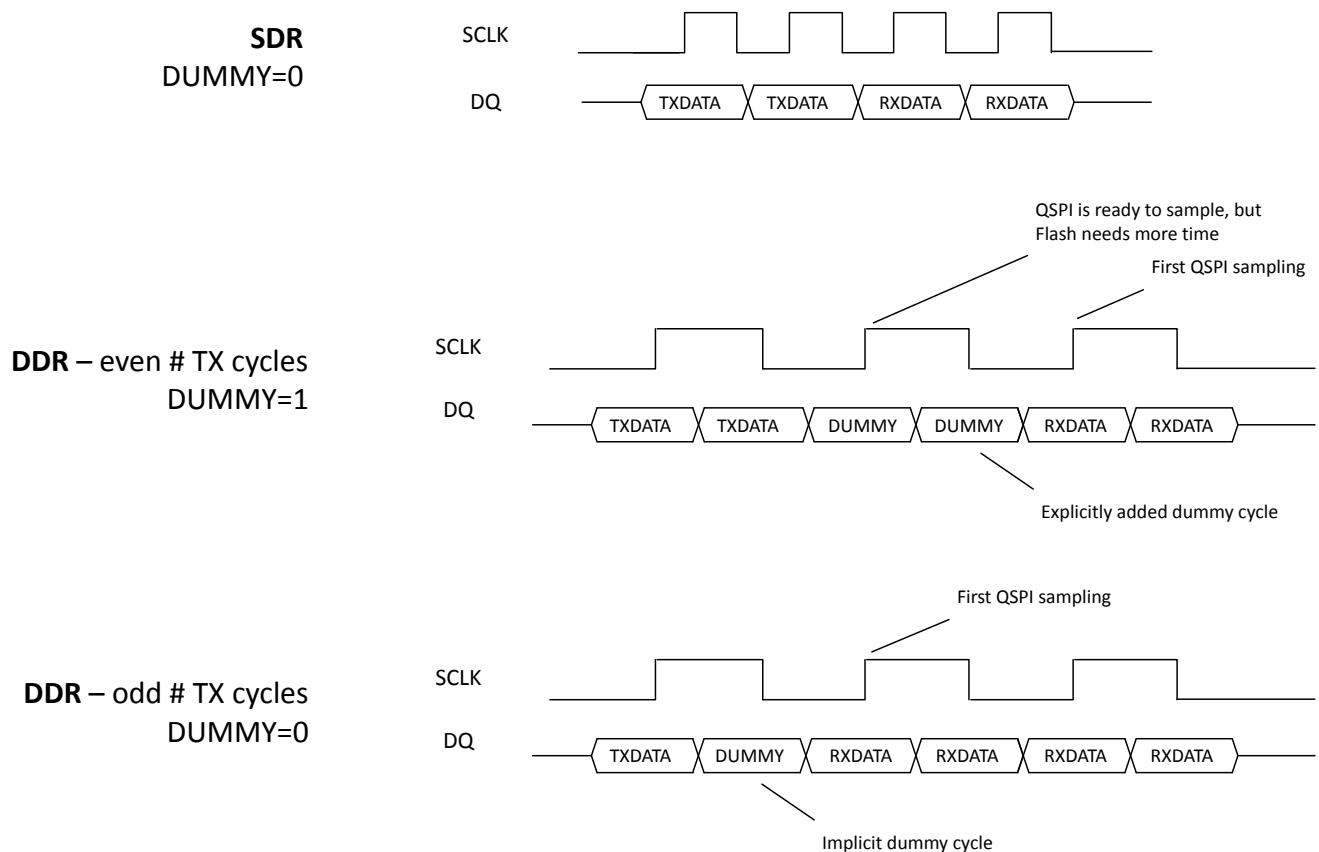 SDR
DUMMY=0
SCLK
DQ
TXDATA TXDATA RXDATA RXDATA
QSPI is ready to sample, but
Flash needs more time
First QSPI sampling
DDR – even # TX cycles
DUMMY=1
SCLK
DQ
TXDATA TXDATA DUMMY DUMMY RXDATA RXDATA
Explicitly added dummy cycle
First QSPI sampling
DDR – odd # TX cycles
DUMMY=0
SCLK
DQ
TXDATA DUMMY RXDATA RXDATA RXDATA RXDATA
Implicit dummy cycle